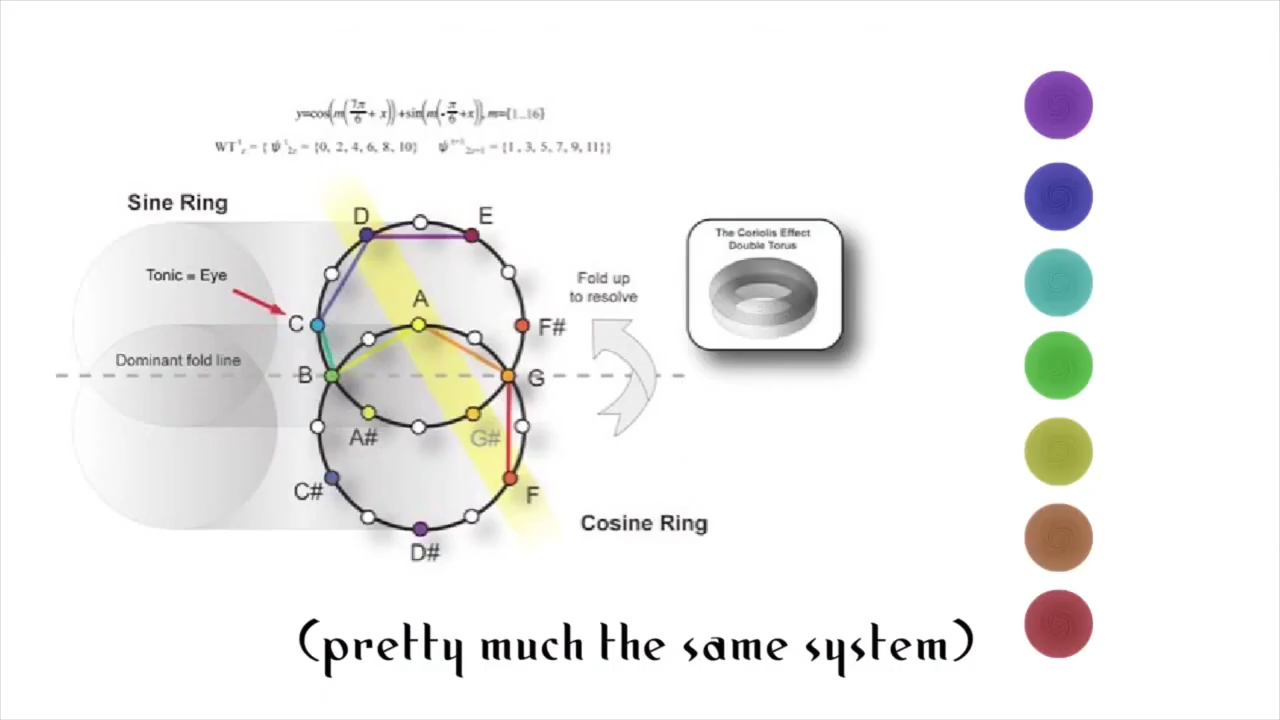 y=cos(m(7π/6 + x))+sin(m(-π/6+x)), m={1..16}
= {0, 2, 4, 6, 8, 10} = {1, 3, 5, 7, 9, 11}}
Sine Ring
D
E
The Coriolis Effect
Double Torus
Tonic = Eye
Fold up
to resolve
A
C
F#
Dominant fold line
B
G
A#
G#
C#
F
Cosine Ring
D#
(pretty much the same system)